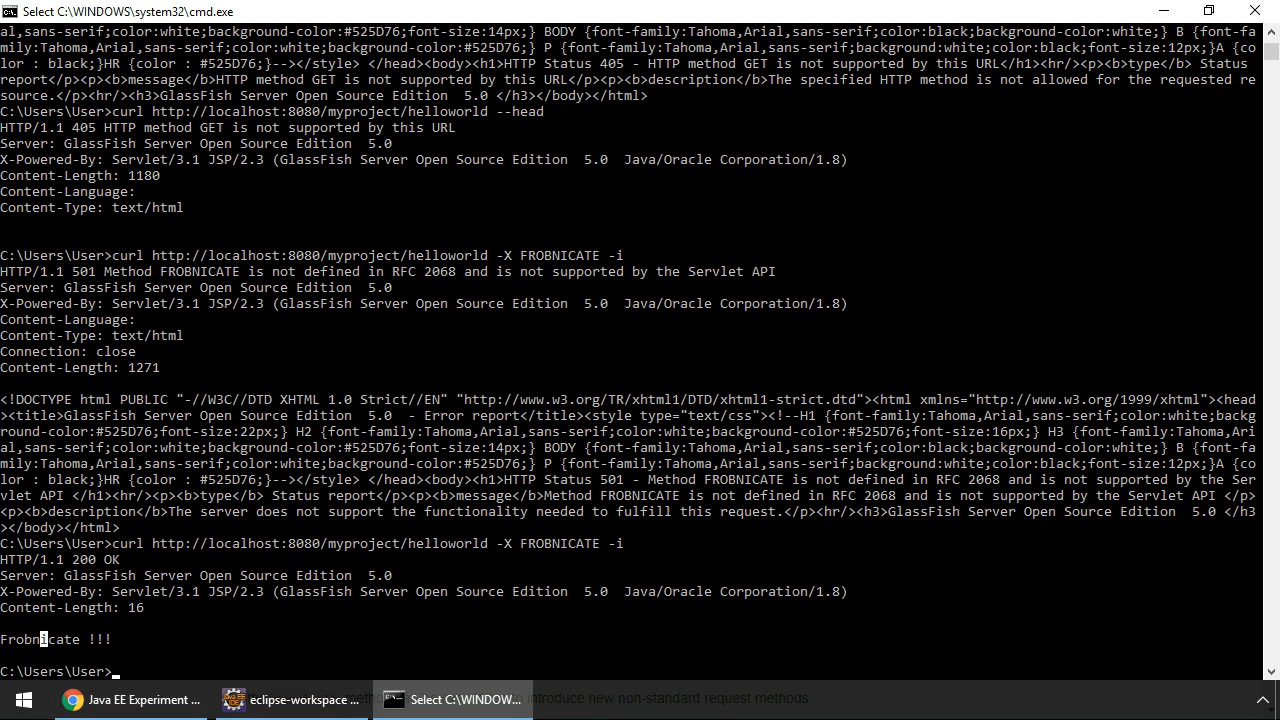 Select C:\WINDOWS\system32\cmd.exe
al,sans-serif;color:white;background-color:#525D76;font-size:14px;} BODY {font-family:Tahoma,Arial,sans-serif;color:black;background-color:white;} B {font-fa
mily:Tahoma,Arial,sans-serif;color:white;background-color:#525D76;} P {font-family:Tahoma,Arial,sans-serif;background:white;color:black;font-size:12px;}A {co
lor : black;}HR {color : #525D76;}--></style> </head><body><h1>HTTP Status 405 - HTTP method GET is not supported by this URL</h1><hr/><p><b>type</b> Status
report</p><p><b>message</b>HTTP method GET is not supported by this URL</p><p><b>description</b>The specified HTTP method is not allowed for the requested re
source.</p><hr/><h3>GlassFish Server Open Source Edition  5.0 </h3></body></html>
C:\Users\User>curl http://localhost:8080/myproject/helloworld --head
HTTP/1.1 405 HTTP method GET is not supported by this URL
Server: GlassFish Server Open Source Edition  5.0
X-Powered-By: Servlet/3.1 JSP/2.3 (GlassFish Server Open Source Edition  5.0  Java/Oracle Corporation/1.8)
Content-Length: 1180
Content-Language:
Content-Type: text/html
C:\Users\User>curl http://localhost:8080/myproject/helloworld -X FROBNICATE -i
HTTP/1.1 501 Method FROBNICATE is not defined in RFC 2068 and is not supported by the Servlet API
Server: GlassFish Server Open Source Edition  5.0
X-Powered-By: Servlet/3.1 JSP/2.3 (GlassFish Server Open Source Edition  5.0  Java/Oracle Corporation/1.8)
Content-Language:
Content-Type: text/html
Connection: close
Content-Length: 1271
<!DOCTYPE html PUBLIC "-//W3C//DTD XHTML 1.0 Strict//EN" "http://www.w3.org/TR/xhtml1/DTD/xhtml1-strict.dtd"><html xmlns="http://www.w3.org/1999/xhtml"><head
><title>GlassFish Server Open Source Edition  5.0  - Error report</title><style type="text/css"><!--H1 {font-family:Tahoma,Arial,sans-serif;color:white;backg
round-color:#525D76;font-size:22px;} H2 {font-family:Tahoma,Arial,sans-serif;color:white;background-color:#525D76;font-size:16px;} H3 {font-family:Tahoma,Ari
al,sans-serif;color:white;background-color:#525D76;font-size:14px;} BODY {font-family:Tahoma,Arial,sans-serif;color:black;background-color:white;} B {font-fa
mily:Tahoma,Arial,sans-serif;color:white;background-color:#525D76;} P {font-family:Tahoma,Arial,sans-serif;background:white;color:black;font-size:12px;}A {co
lor : black;}HR {color : #525D76;}--></style> </head><body><h1>HTTP Status 501 - Method FROBNICATE is not defined in RFC 2068 and is not supported by the Ser
vlet API </h1><hr/><p><b>type</b> Status report</p><p><b>message</b>Method FROBNICATE is not defined in RFC 2068 and is not supported by the Servlet API </p>
<p><b>description</b>The server does not support the functionality needed to fulfill this request.</p><hr/><h3>GlassFish Server Open Source Edition  5.0 </h3
></body></html>
C:\Users\User>curl http://localhost:8080/myproject/helloworld -X FROBNICATE -i
HTTP/1.1 200 OK
Server: GlassFish Server Open Source Edition  5.0
X-Powered-By: Servlet/3.1 JSP/2.3 (GlassFish Server Open Source Edition  5.0  Java/Oracle Corporation/1.8)
Content-Length: 16
Frobnicate !!!
C:\Users\User>
Java EE Experiment ... eclipse-workspace ... Select C:\WINDOW... introduce new non-standard request methods